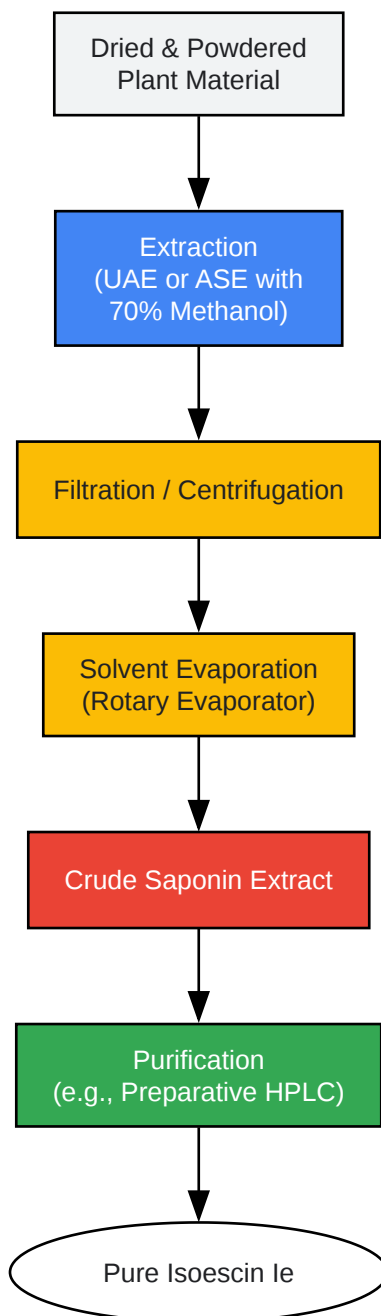 Dried & Powdered
Plant Material
Extraction
(UAE or ASE with
70% Methanol)
Filtration / Centrifugation
Solvent Evaporation
(Rotary Evaporator)
Crude Saponin Extract
Purification
(e.g., Preparative HPLC)
Pure Isoescin Ie